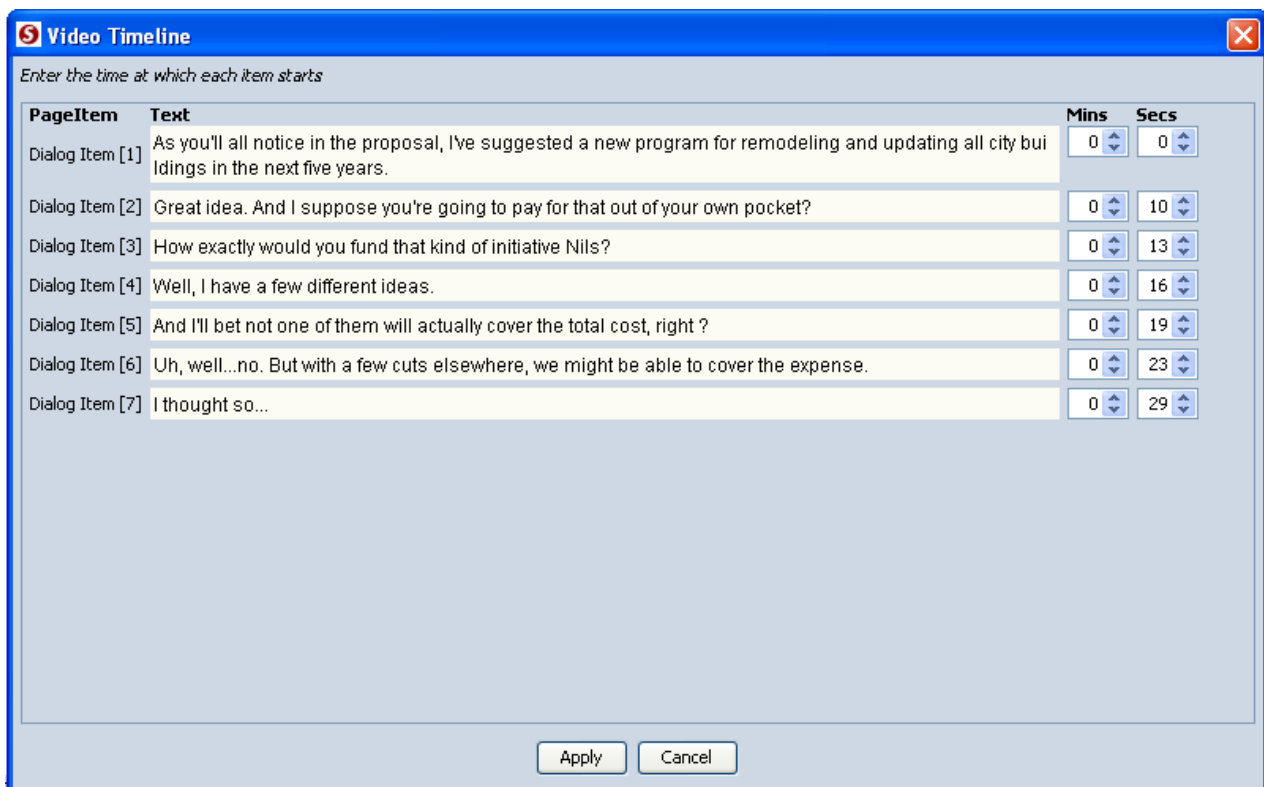 Video Timeline
Enter the time at which each item starts
PageItem Text Mins Secs
Dialog Item [1] As you'll all notice in the proposal, I've suggested a new program for remodeling and updating all city bui 0 0
ldings in the next five years.
Dialog Item [2] Great idea. And I suppose you're going to pay for that out of your own pocket? 0 10
Dialog Item [3] How exactly would you fund that kind of initiative Nils? 0 13
Dialog Item [4] Well, I have a few different ideas. 0 16
Dialog Item [5] And I'll bet not one of them will actually cover the total cost, right ? 0 19
Dialog Item [6] Uh, well...no. But with a few cuts elsewhere, we might be able to cover the expense. 0 23
Dialog Item [7] I thought so... 0 29
Apply Cancel